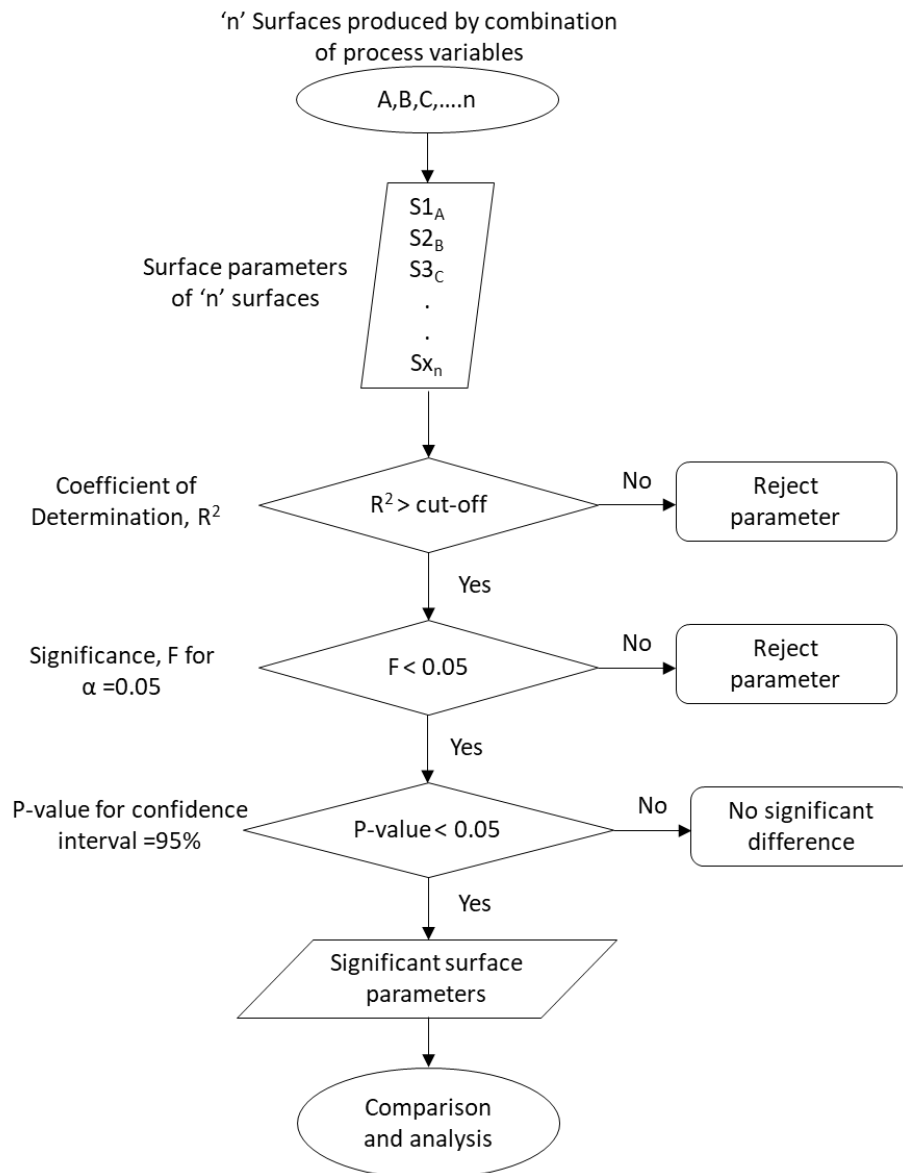 ‘n’ Surfaces produced by combination
of process variables
A,B,C,....n
S1A
S2B
S3C
.
.
Sxn
Surface parameters
of ‘n’ surfaces
Coefficient of
Determination, R²
R² > cut-off
No
Reject
parameter
Yes
Significance, F for
α =0.05
F < 0.05
No
Reject
parameter
Yes
P-value for confidence
interval =95%
P-value < 0.05
No
No significant
difference
Yes
Significant surface
parameters
Comparison
and analysis